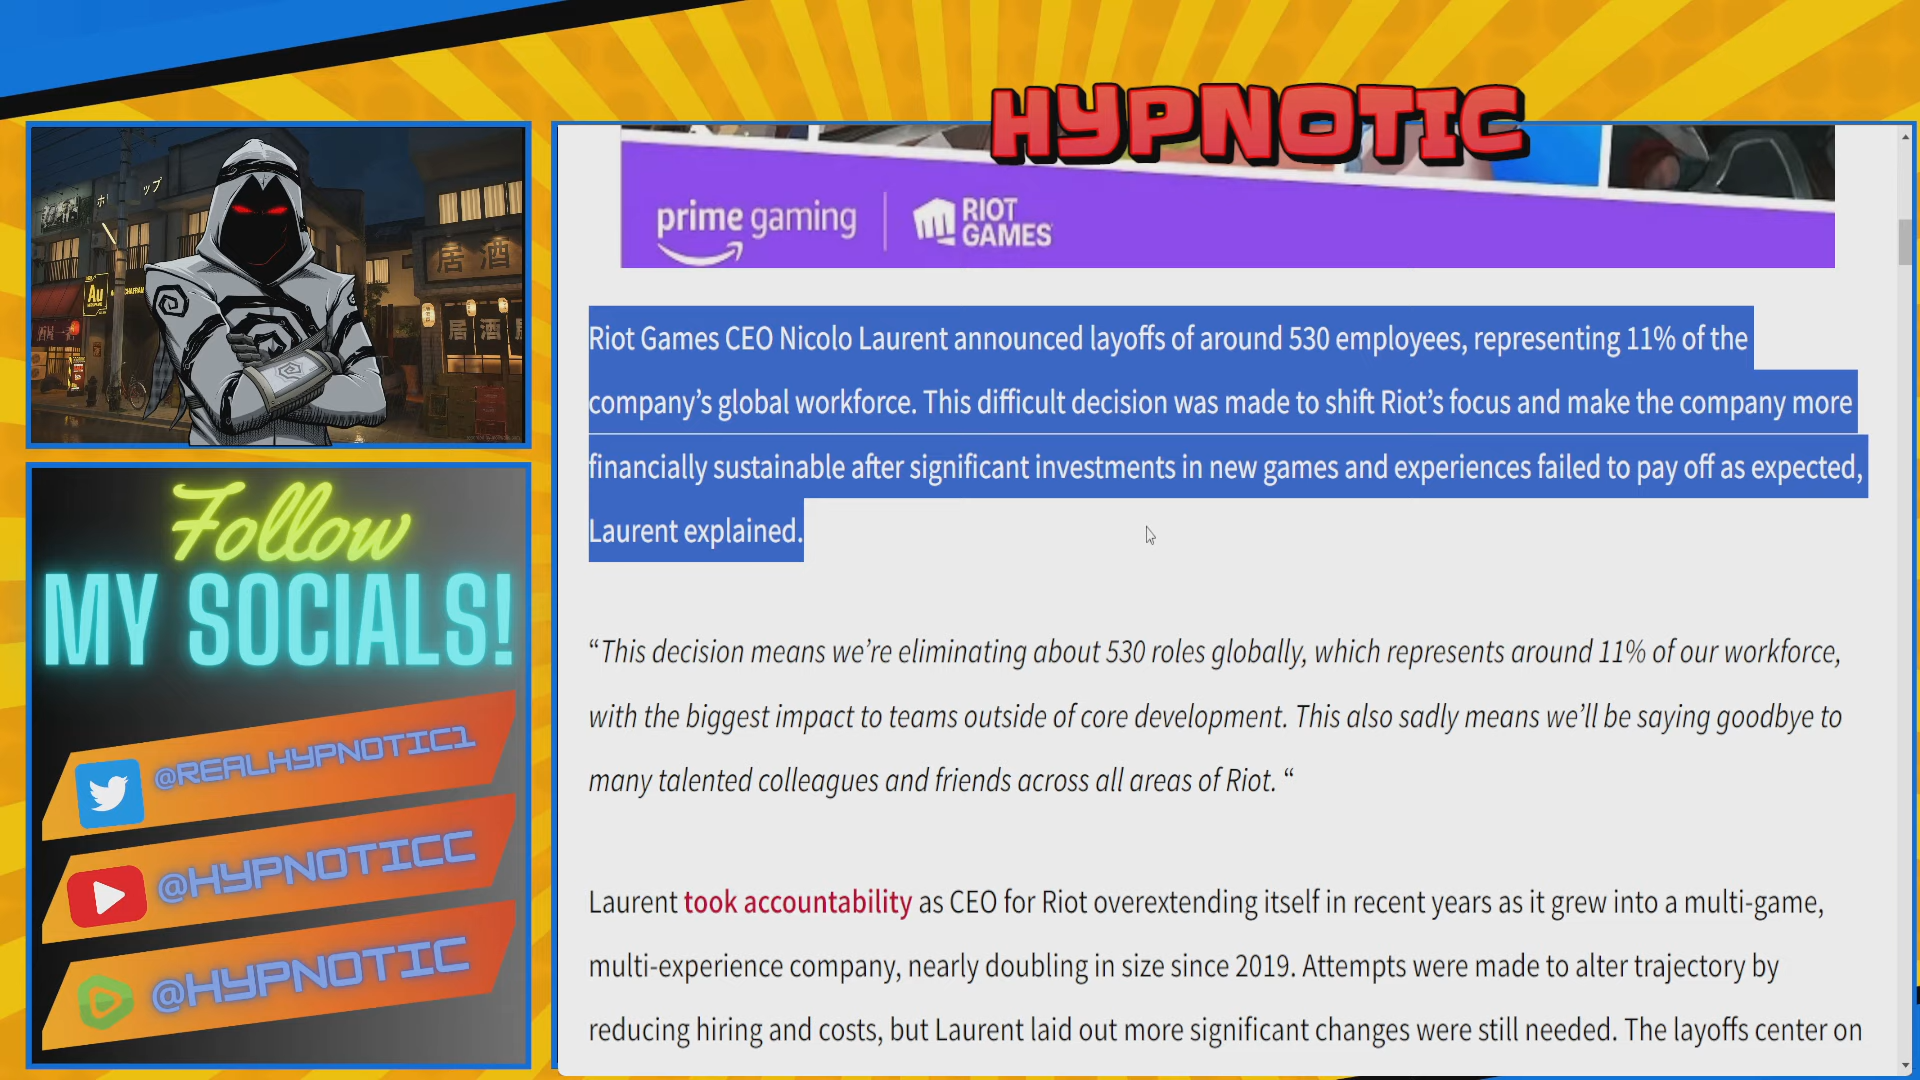 HYPNOTIC
ホ ップ
Au
居 酒
居 酒
prime gaming
RIOT
GAMES
Riot Games CEO Nicolo Laurent announced layoffs of around 530 employees, representing 11% of the
company’s global workforce. This difficult decision was made to shift Riot’s focus and make the company more
financially sustainable after significant investments in new games and experiences failed to pay off as expected,
Laurent explained.
“This decision means we’re eliminating about 530 roles globally, which represents around 11% of our workforce,
with the biggest impact to teams outside of core development. This also sadly means we’ll be saying goodbye to
many talented colleagues and friends across all areas of Riot. “
Laurent took accountability as CEO for Riot overextending itself in recent years as it grew into a multi-game,
multi-experience company, nearly doubling in size since 2019. Attempts were made to alter trajectory by
reducing hiring and costs, but Laurent laid out more significant changes were still needed. The layoffs center on
Follow
MY SOCIALS!
@REALHYPNOTIC1
@HYPNOTICC
@HYPNOTIC